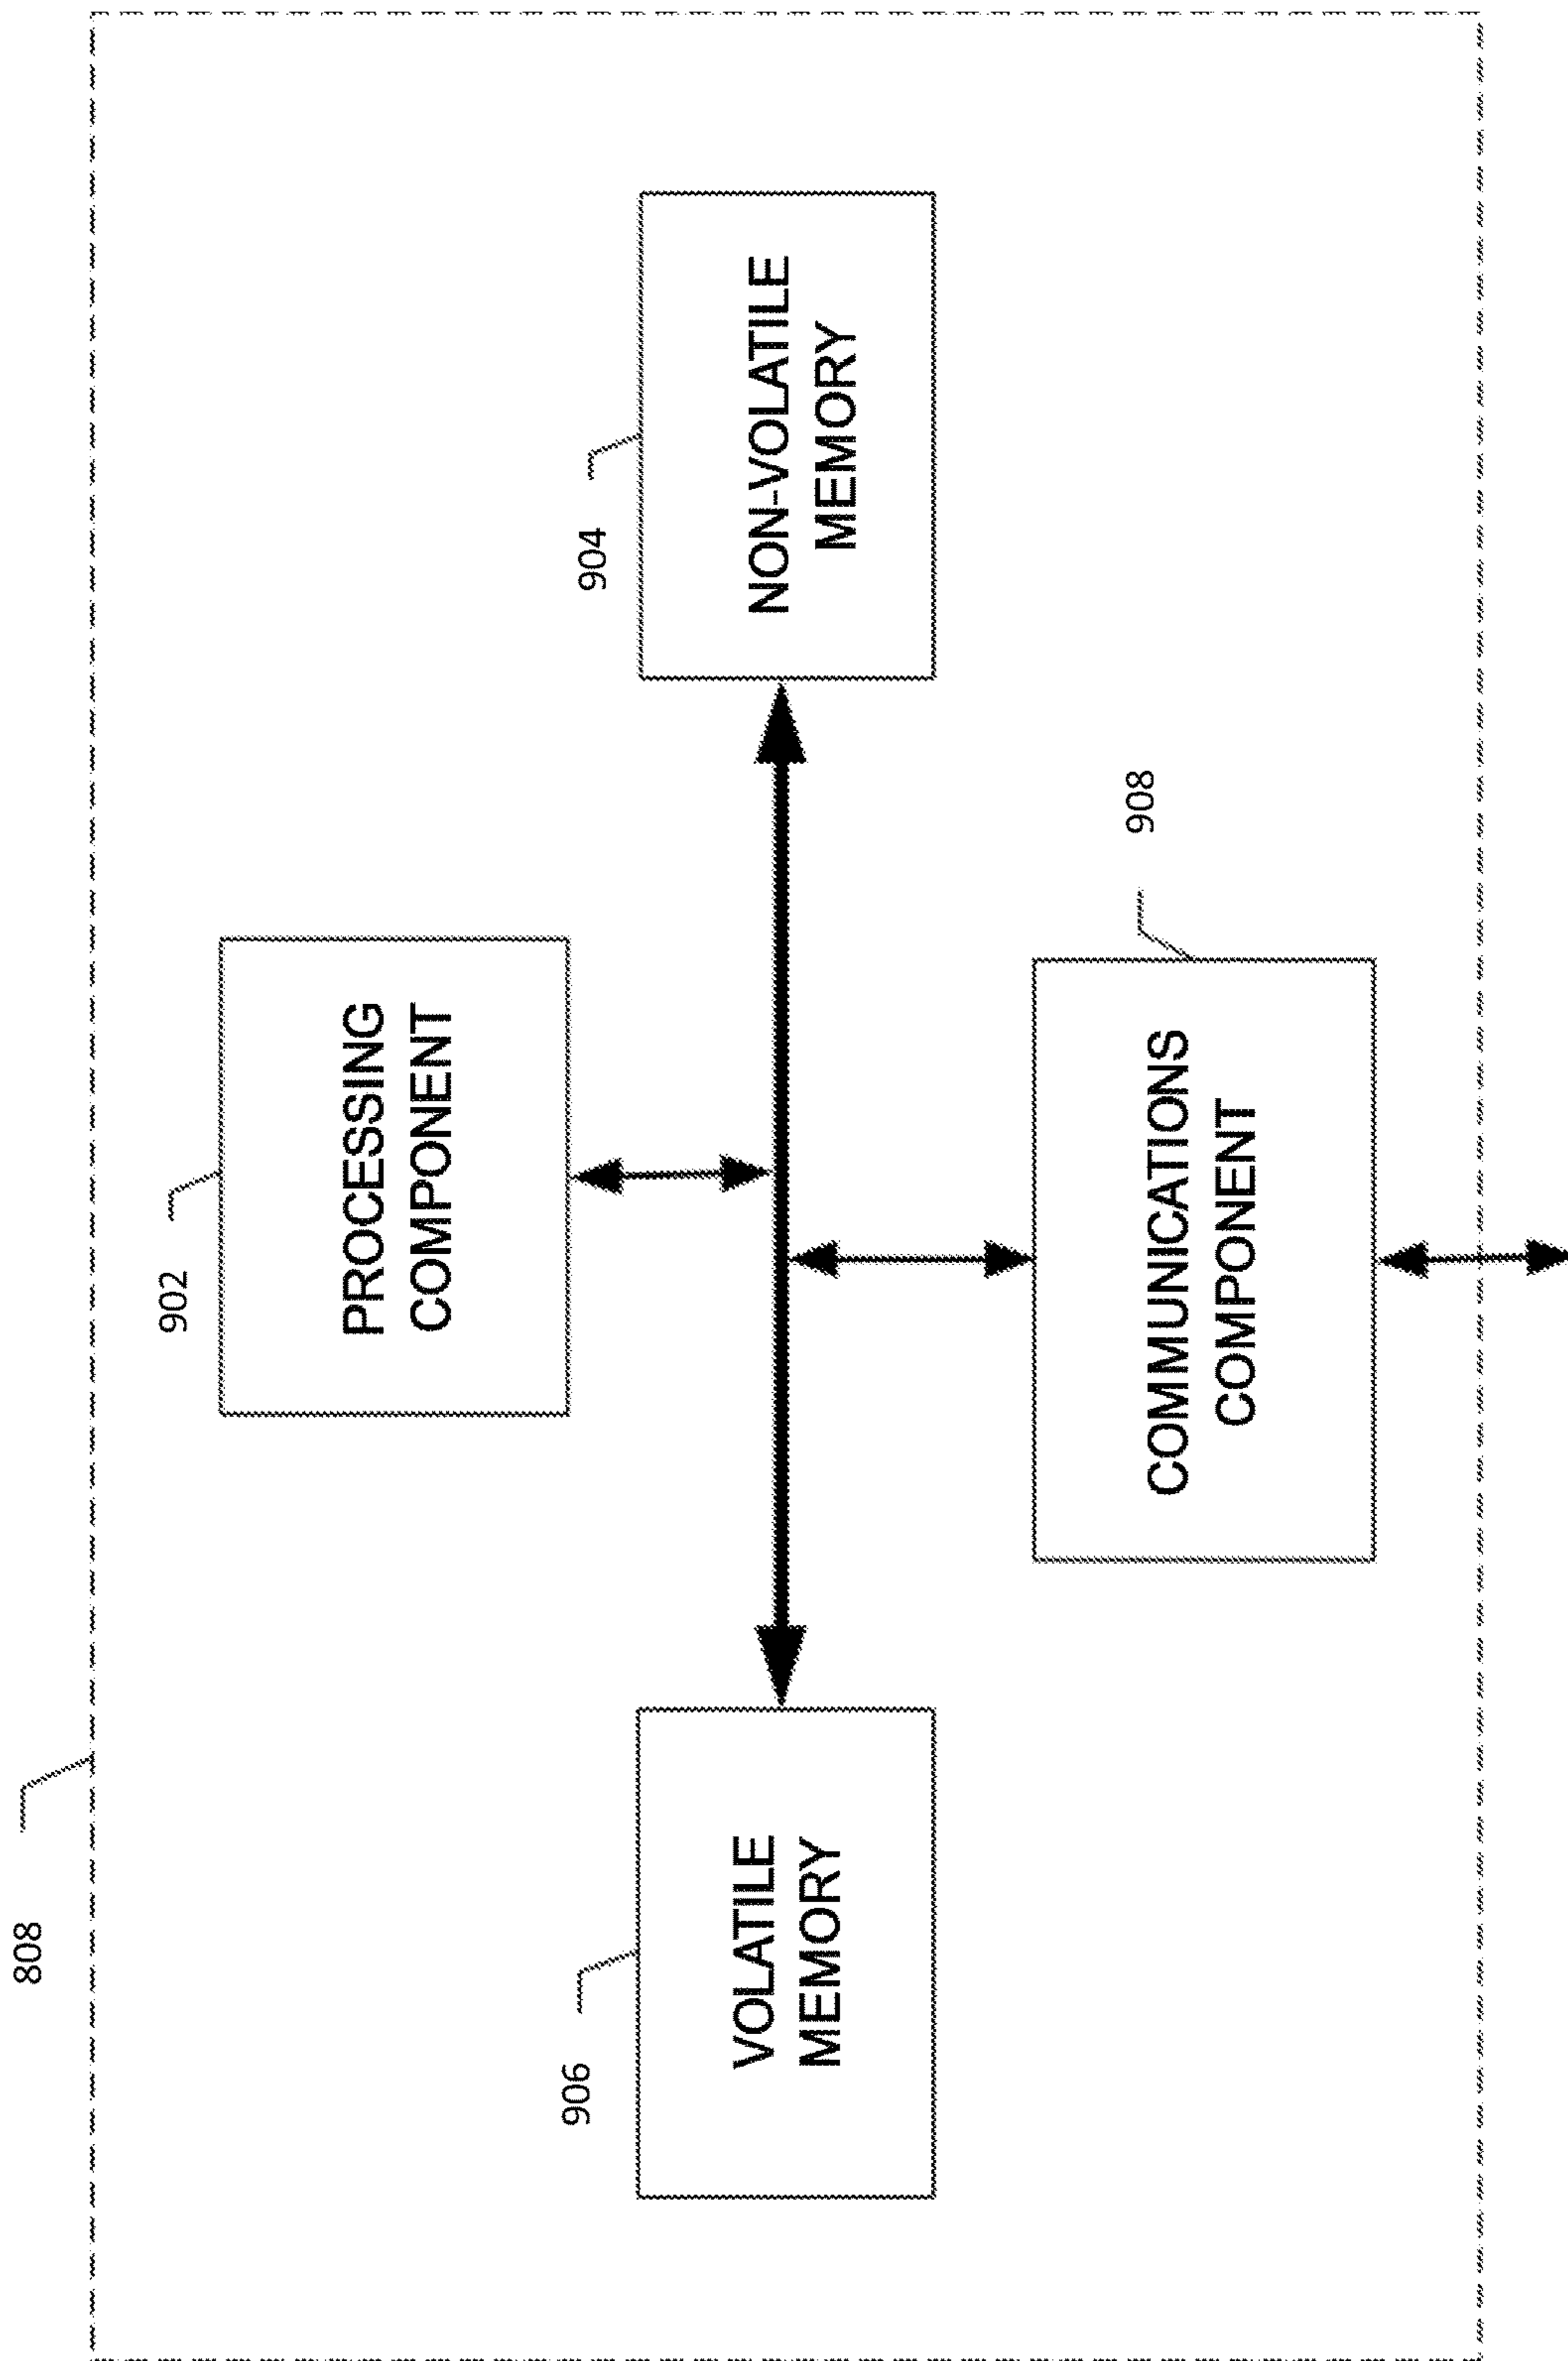 808
902
PROCESSING
COMPONENT
906
VOLATILE
MEMORY
904
NON-VOLATILE
MEMORY
COMMUNICATIONS
COMPONENT
908